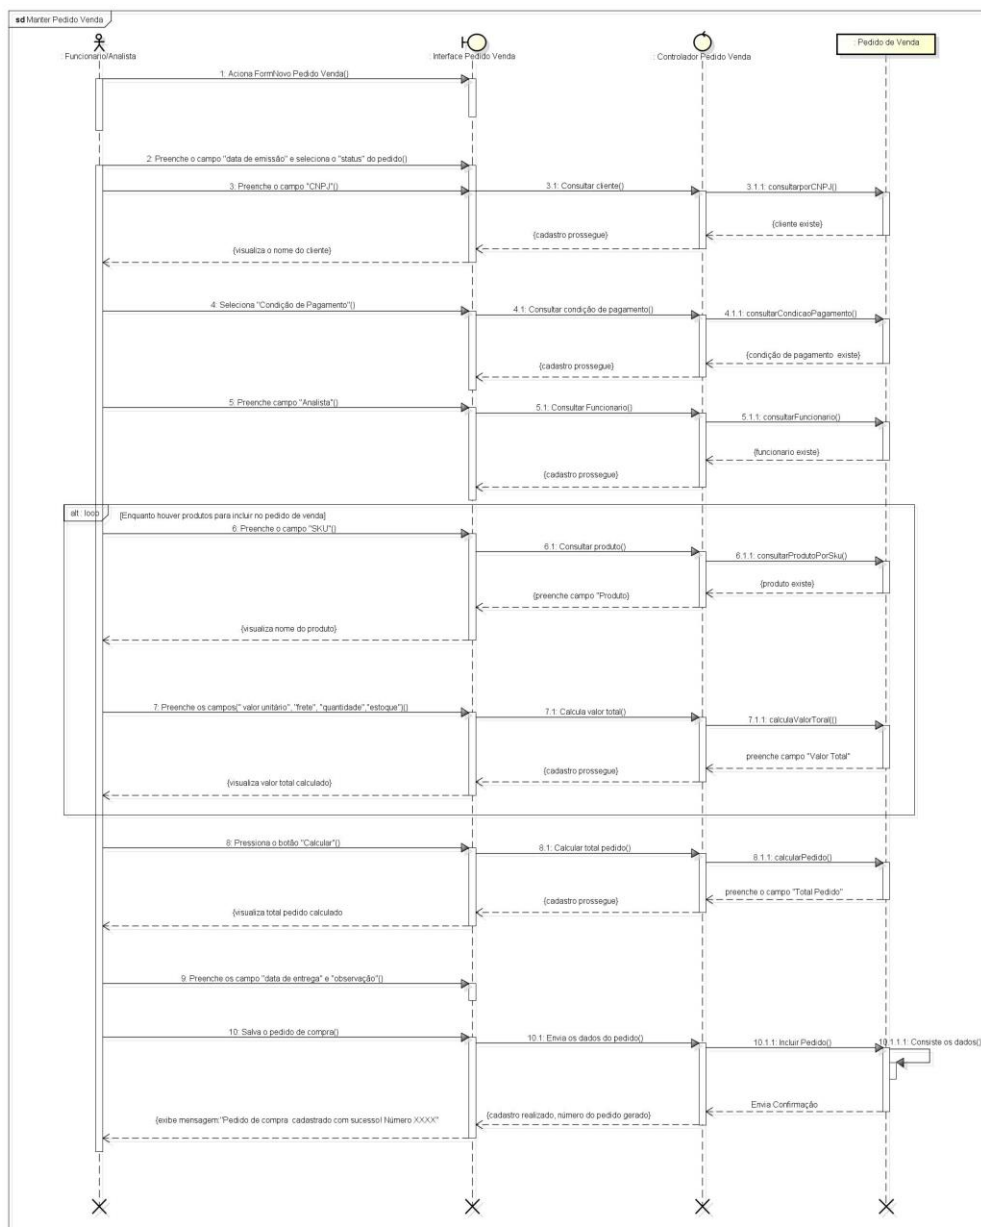 sd Manter Pedido Venda
Funcionario/Analista
Interface Pedido Venda
: Controlador Pedido Venda
: Pedido de Venda
1: Aciona FormNovo Pedido Venda()
2: Preenche o campo "data de emissão" e seleciona o "status" do pedido()
3: Preenche o campo "CNPJ"()
3.1: Consultar cliente()
3.1.1: consultarporCNPJ()
{cliente existe}
{cadastro prossegue}
{visualiza o nome do cliente}
4: Seleciona "Condição de Pagamento"()
4.1: Consultar condição de pagamento()
4.1.1: consultarCondicaoPagamento()
{condição de pagamento existe}
{cadastro prossegue}
5: Preenche campo "Analista"()
5.1: Consultar Funcionario()
5.1.1: consultarFuncionario()
{funcionario existe}
{cadastro prossegue}
alt : loop
[Enquanto houver produtos para incluir no pedido de venda]
6: Preenche o campo "SKU"()
6.1: Consultar produto()
6.1.1: consultarProdutoPorSku()
{produto existe}
{preenche campo "Produto}
{visualiza nome do produto}
7: Preenche os campos(" valor unitário", "frete", "quantidade","estoque")()
7.1: Calcula valor total()
7.1.1: calculaValorToral(()
preenche campo "Valor Total"
{cadastro prossegue}
{visualiza valor total calculado}
8: Pressiona o botão "Calcular"()
8.1: Calcular total pedido()
8.1.1: calcularPedido()
preenche o campo "Total Pedido"
{cadastro prossegue}
{visualiza total pedido calculado
9: Preenche os campo "data de entrega" e "observação"()
10: Salva o pedido de compra()
10.1: Envia os dados do pedido()
10.1.1: Incluir Pedido()
10.1.1.1: Consiste os dados()
Envia Confirmação
{cadastro realizado, número do pedido gerado}
{exibe mensagem:"Pedido de compra cadastrado com sucesso! Número XXXX"